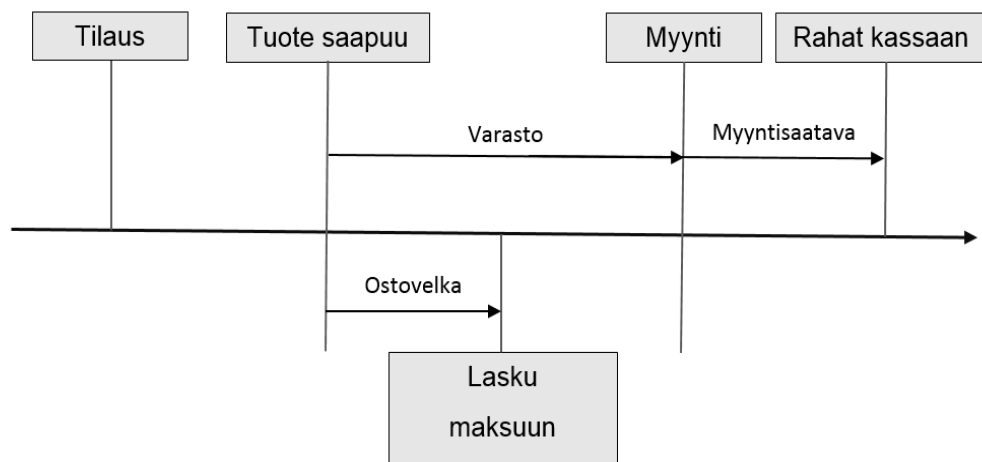 Tilaus
Tuote saapuu
Myynti
Rahat kassaan
Varasto
Myyntisaatava
Ostovelka
Lasku
maksuun